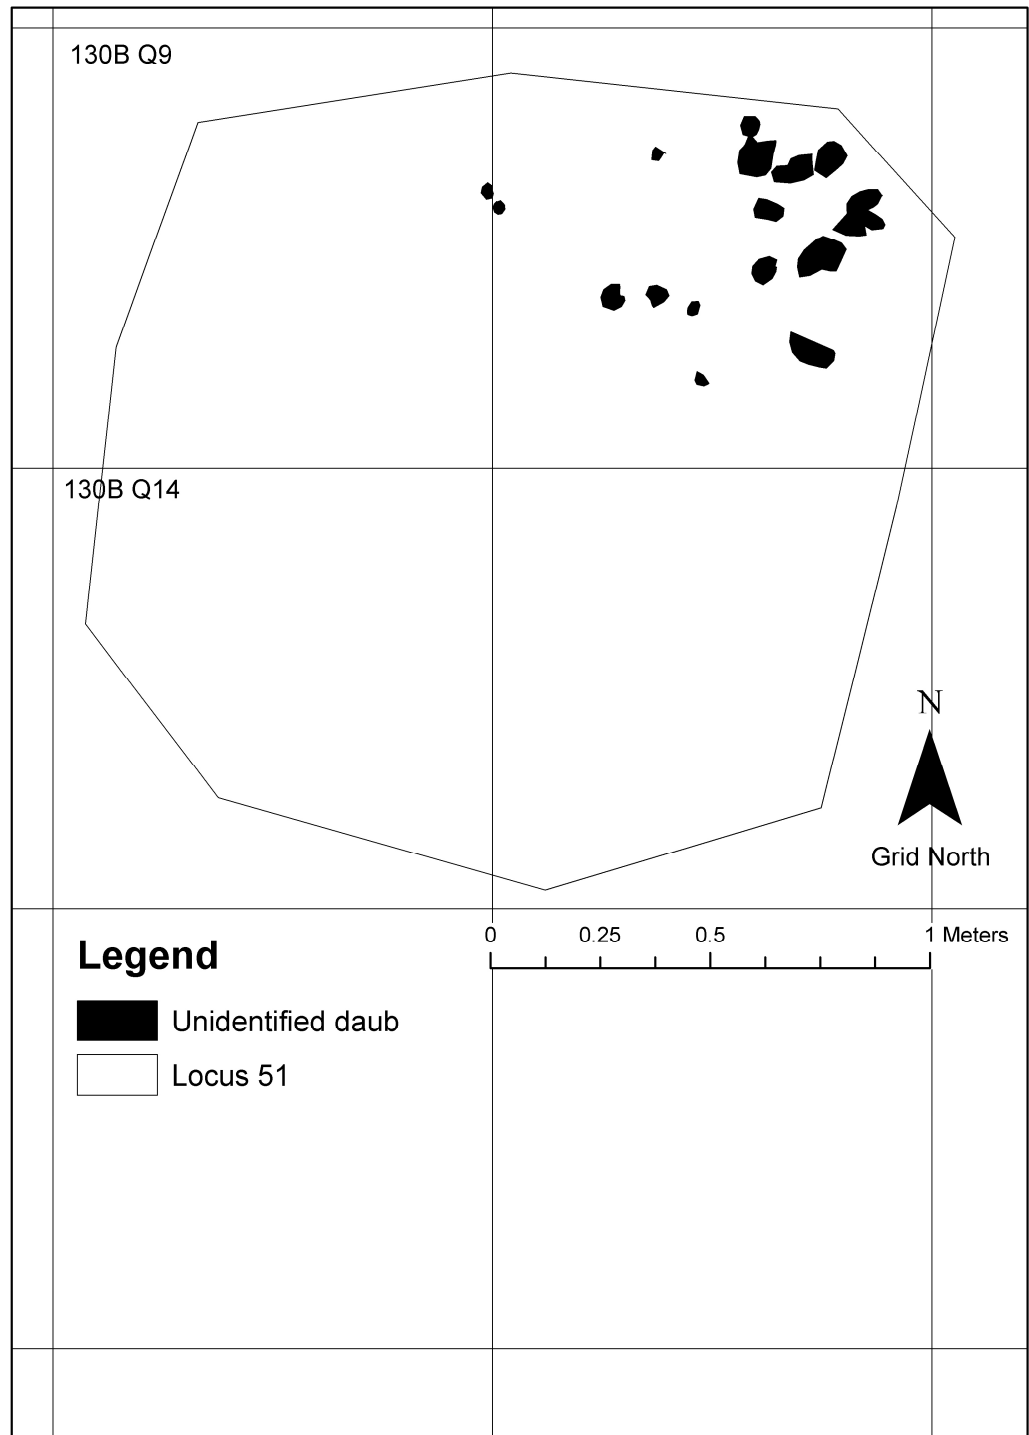 130B Q9
130B Q14
N
Grid North
0 0.25 0.5 1 Meters
Legend
Unidentified daub
Locus 51